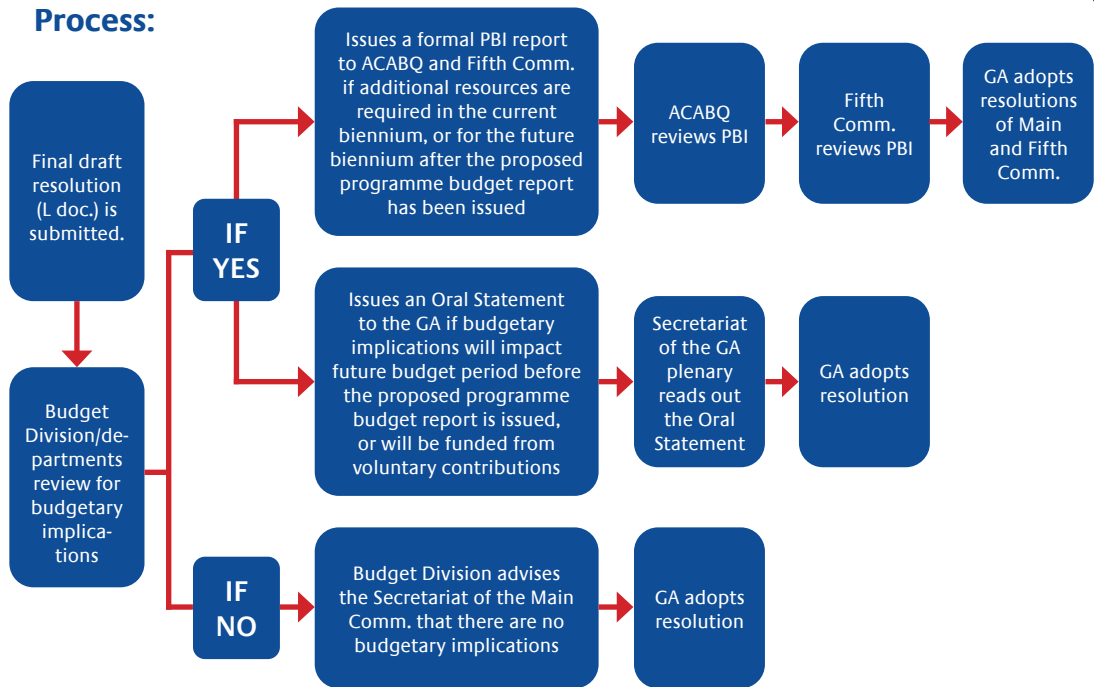 Process:
Final draft
resolution
(L doc.) is
submitted.
Budget
Division/de-
partments
review for
budgetary
implica-
tions
IF
YES
Issues a formal PBI report
to ACABQ and Fifth Comm.
if additional resources are
required in the current
biennium, or for the future
biennium after the proposed
programme budget report
has been issued
ACABQ
reviews PBI
Fifth
Comm.
reviews PBI
GA adopts
resolutions
of Main
and Fifth
Comm.
Issues an Oral Statement
to the GA if budgetary
implications will impact
future budget period before
the proposed programme
budget report is issued,
or will be funded from
voluntary contributions
Secretariat
of the GA
plenary
reads out
the Oral
Statement
GA adopts
resolution
IF
NO
Budget Division advises
the Secretariat of the Main
Comm. that there are no
budgetary implications
GA adopts
resolution